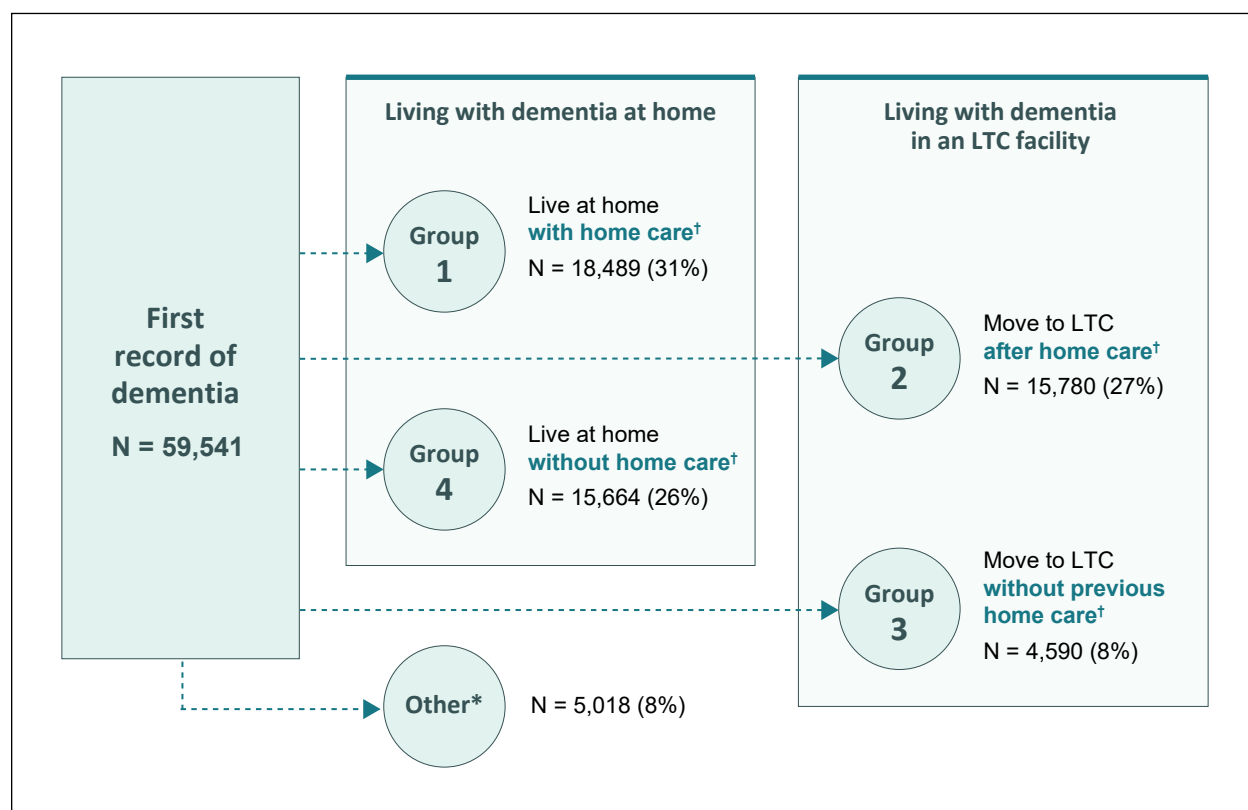 First
record of
dementia
N = 59,541
Living with dementia at home
Group
1
Live at home
with home care†
N = 18,489 (31%)
Group
4
Live at home
without home care†
N = 15,664 (26%)
Living with dementia
in an LTC facility
Group
2
Move to LTC
after home care†
N = 15,780 (27%)
Group
3
Move to LTC
without previous
home care†
N = 4,590 (8%)
Other*
N = 5,018 (8%)